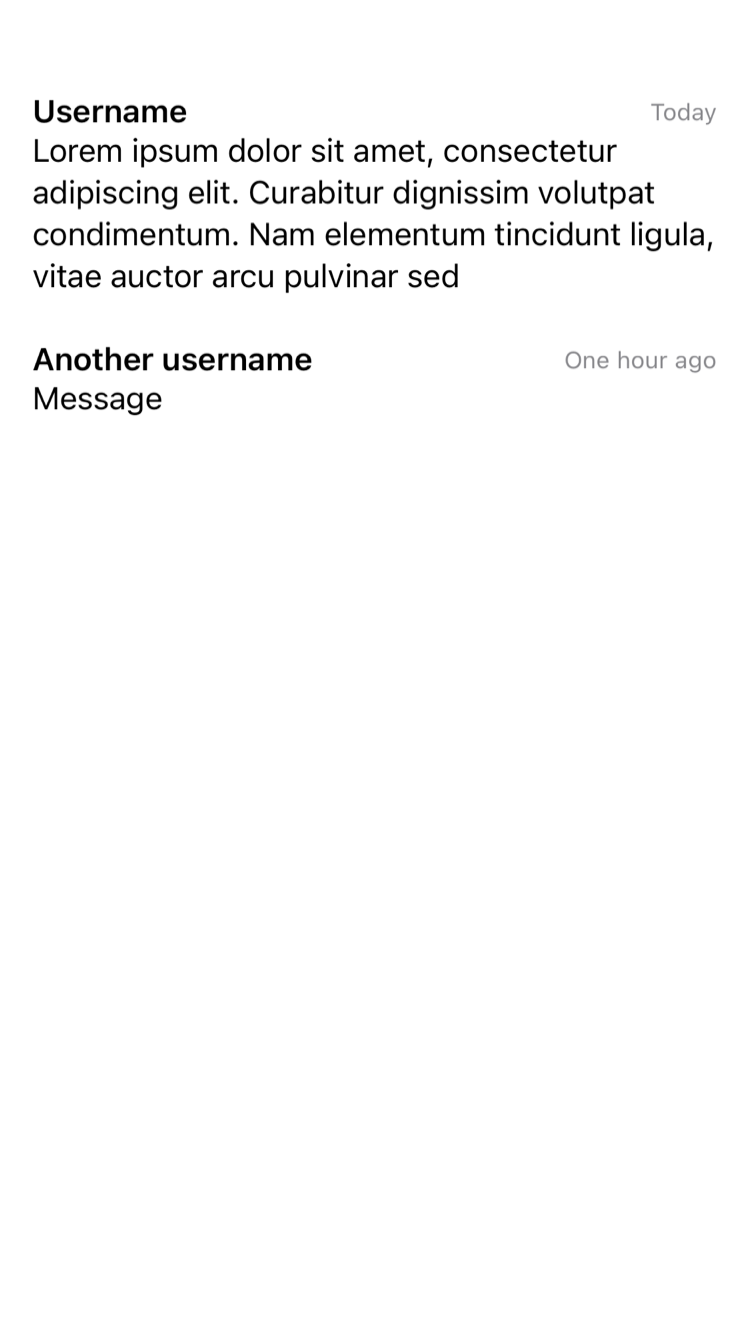 Username Today
Lorem ipsum dolor sit amet, consectetur
adipiscing elit. Curabitur dignissim volutpat
condimentum. Nam elementum tincidunt ligula,
vitae auctor arcu pulvinar sed
Another username One hour ago
Message